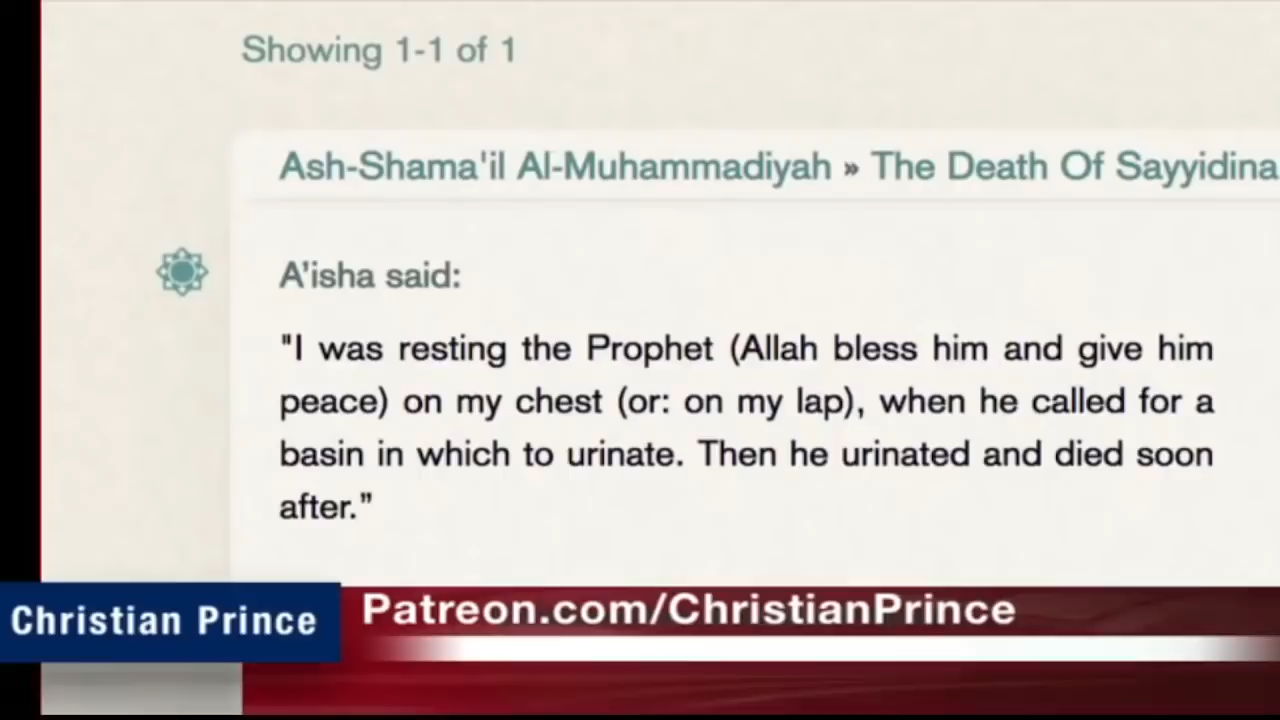 Showing 1-1 of 1
Ash-Shama'il Al-Muhammadiyah » The Death Of Sayyidina
A'isha said:
"I was resting the Prophet (Allah bless him and give him
peace) on my chest (or: on my lap), when he called for a
basin in which to urinate. Then he urinated and died soon
after.”
Christian Prince
Patreon.com/ChristianPrince